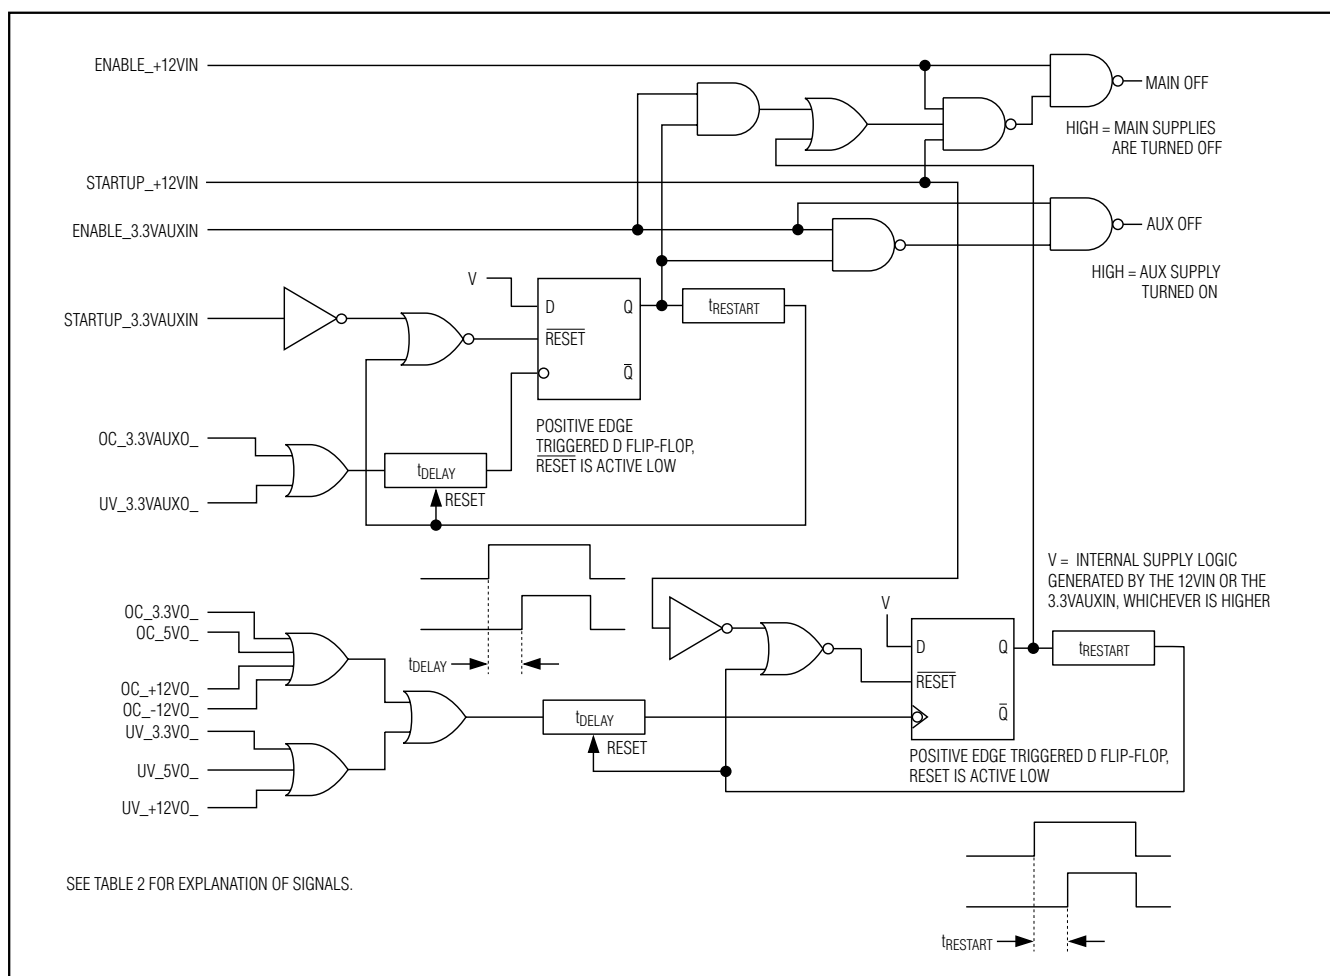 ENABLE_+12VIN
MAIN OFF
HIGH = MAIN SUPPLIES
ARE TURNED OFF
STARTUP_+12VIN
ENABLE_3.3VAUXIN
AUX OFF
HIGH = AUX SUPPLY
TURNED ON
V
D
Q
tRESTART
STARTUP_3.3VAUXIN
RESET
Q
POSITIVE EDGE
TRIGGERED D FLIP-FLOP,
RESET IS ACTIVE LOW
OC_3.3VAUXO_
tDELAY
RESET
UV_3.3VAUXO_
V = INTERNAL SUPPLY LOGIC
GENERATED BY THE 12VIN OR THE
3.3VAUXIN, WHICHEVER IS HIGHER
OC_3.3VO_
OC_5VO_
OC_+12VO_
OC_-12VO_
UV_3.3VO_
UV_5VO_
UV_+12VO_
tDELAY
tDELAY
RESET
V
D
Q
tRESTART
RESET
Q
POSITIVE EDGE TRIGGERED D FLIP-FLOP,
RESET IS ACTIVE LOW
SEE TABLE 2 FOR EXPLANATION OF SIGNALS.
tRESTART